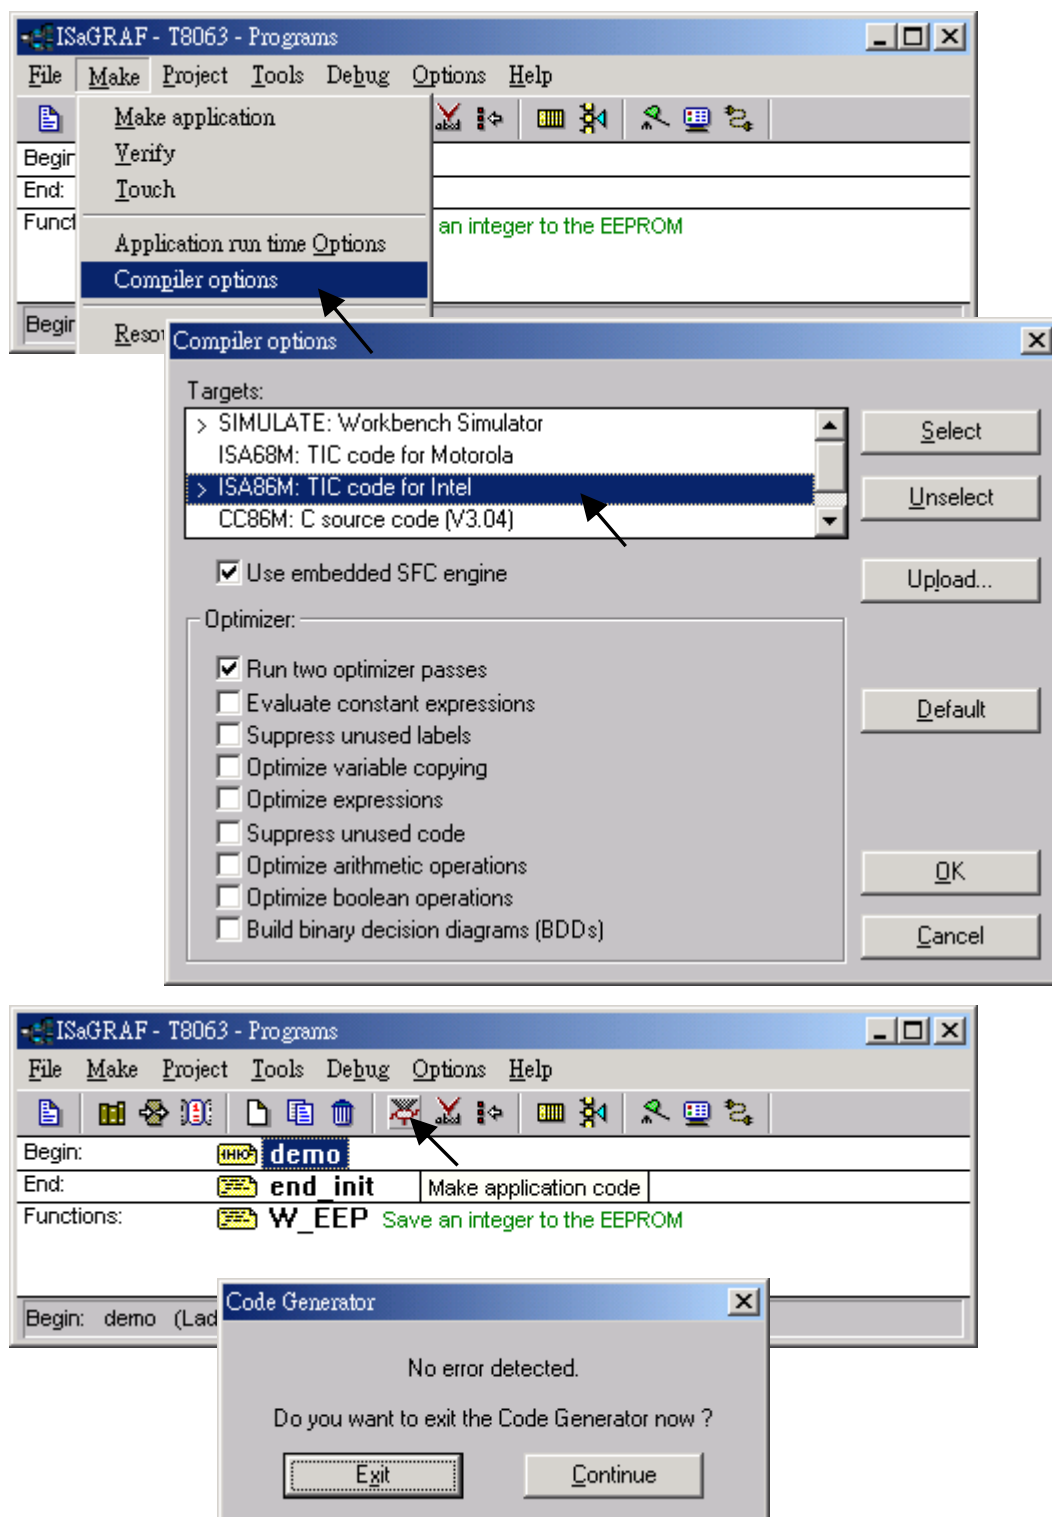 ISaGRAF - T8063 - Programs
File Make Project Tools Debug Options Help
Make application
Verify
Touch
Application run time Options
Compiler options
Begin
End:
Funct
an integer to the EEPROM
Begin
Resou
Compiler options
Targets:
> SIMULATE: Workbench Simulator
ISA68M: TIC code for Motorola
> ISA86M: TIC code for Intel
CC86M: C source code (V3.04)
Select
Unselect
Upload...
Default
OK
Cancel
Use embedded SFC engine
Optimizer:
Run two optimizer passes
Evaluate constant expressions
Suppress unused labels
Optimize variable copying
Optimize expressions
Suppress unused code
Optimize arithmetic operations
Optimize boolean operations
Build binary decision diagrams (BDDs)
ISaGRAF - T8063 - Programs
File Make Project Tools Debug Options Help
Begin: demo
End: end_init
Make application code
Functions: W_EEP Save an integer to the EEPROM
Begin: demo (Lad
Code Generator
No error detected.
Do you want to exit the Code Generator now ?
Exit Continue